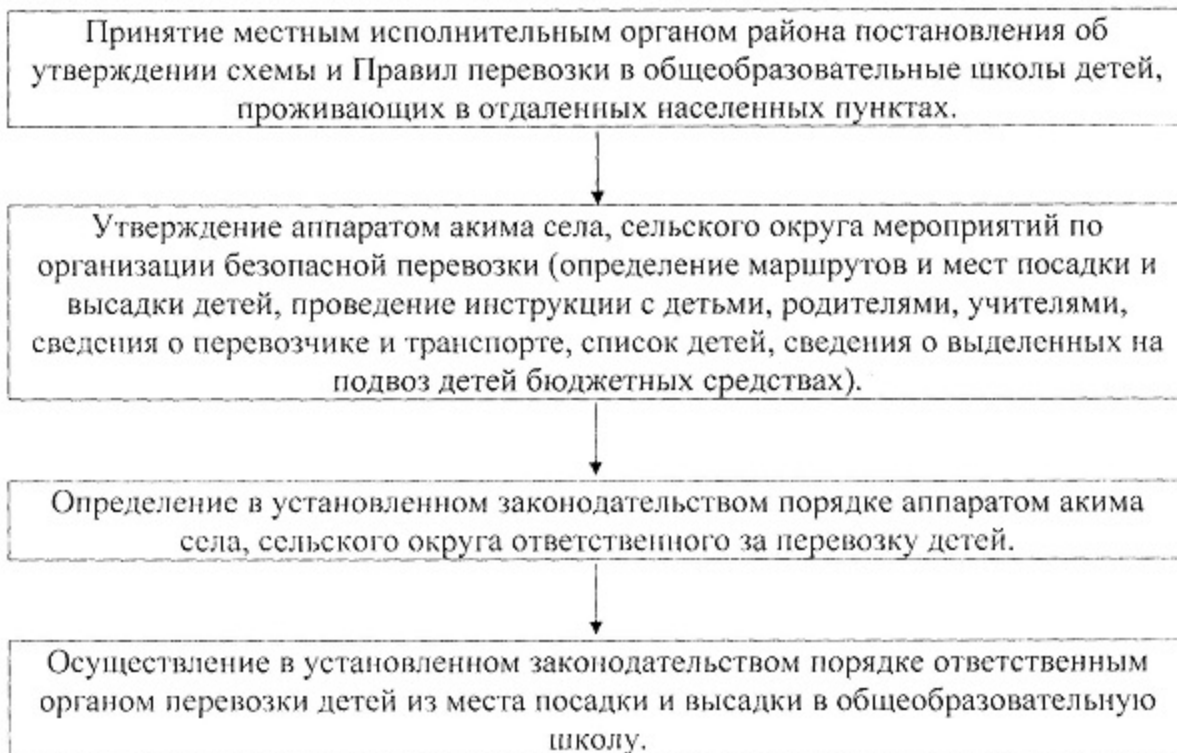 Принятие местным исполнительным органом района постановления об
утверждении схемы и Правил перевозки в общеобразовательные школы детей,
проживающих в отдаленных населенных пунктах.
Утверждение аппаратом акима села, сельского округа мероприятий по
организации безопасной перевозки (определение маршрутов и мест посадки и
высадки детей, проведение инструкции с детьми, родителями, учителями,
сведения о перевозчике и транспорте, список детей, сведения о выделенных на
подвоз детей бюджетных средствах).
Определение в установленном законодательством порядке аппаратом акима
села, сельского округа ответственного за перевозку детей.
Осуществление в установленном законодательством порядке ответственным
органом перевозки детей из места посадки и высадки в общеобразовательную
школу.